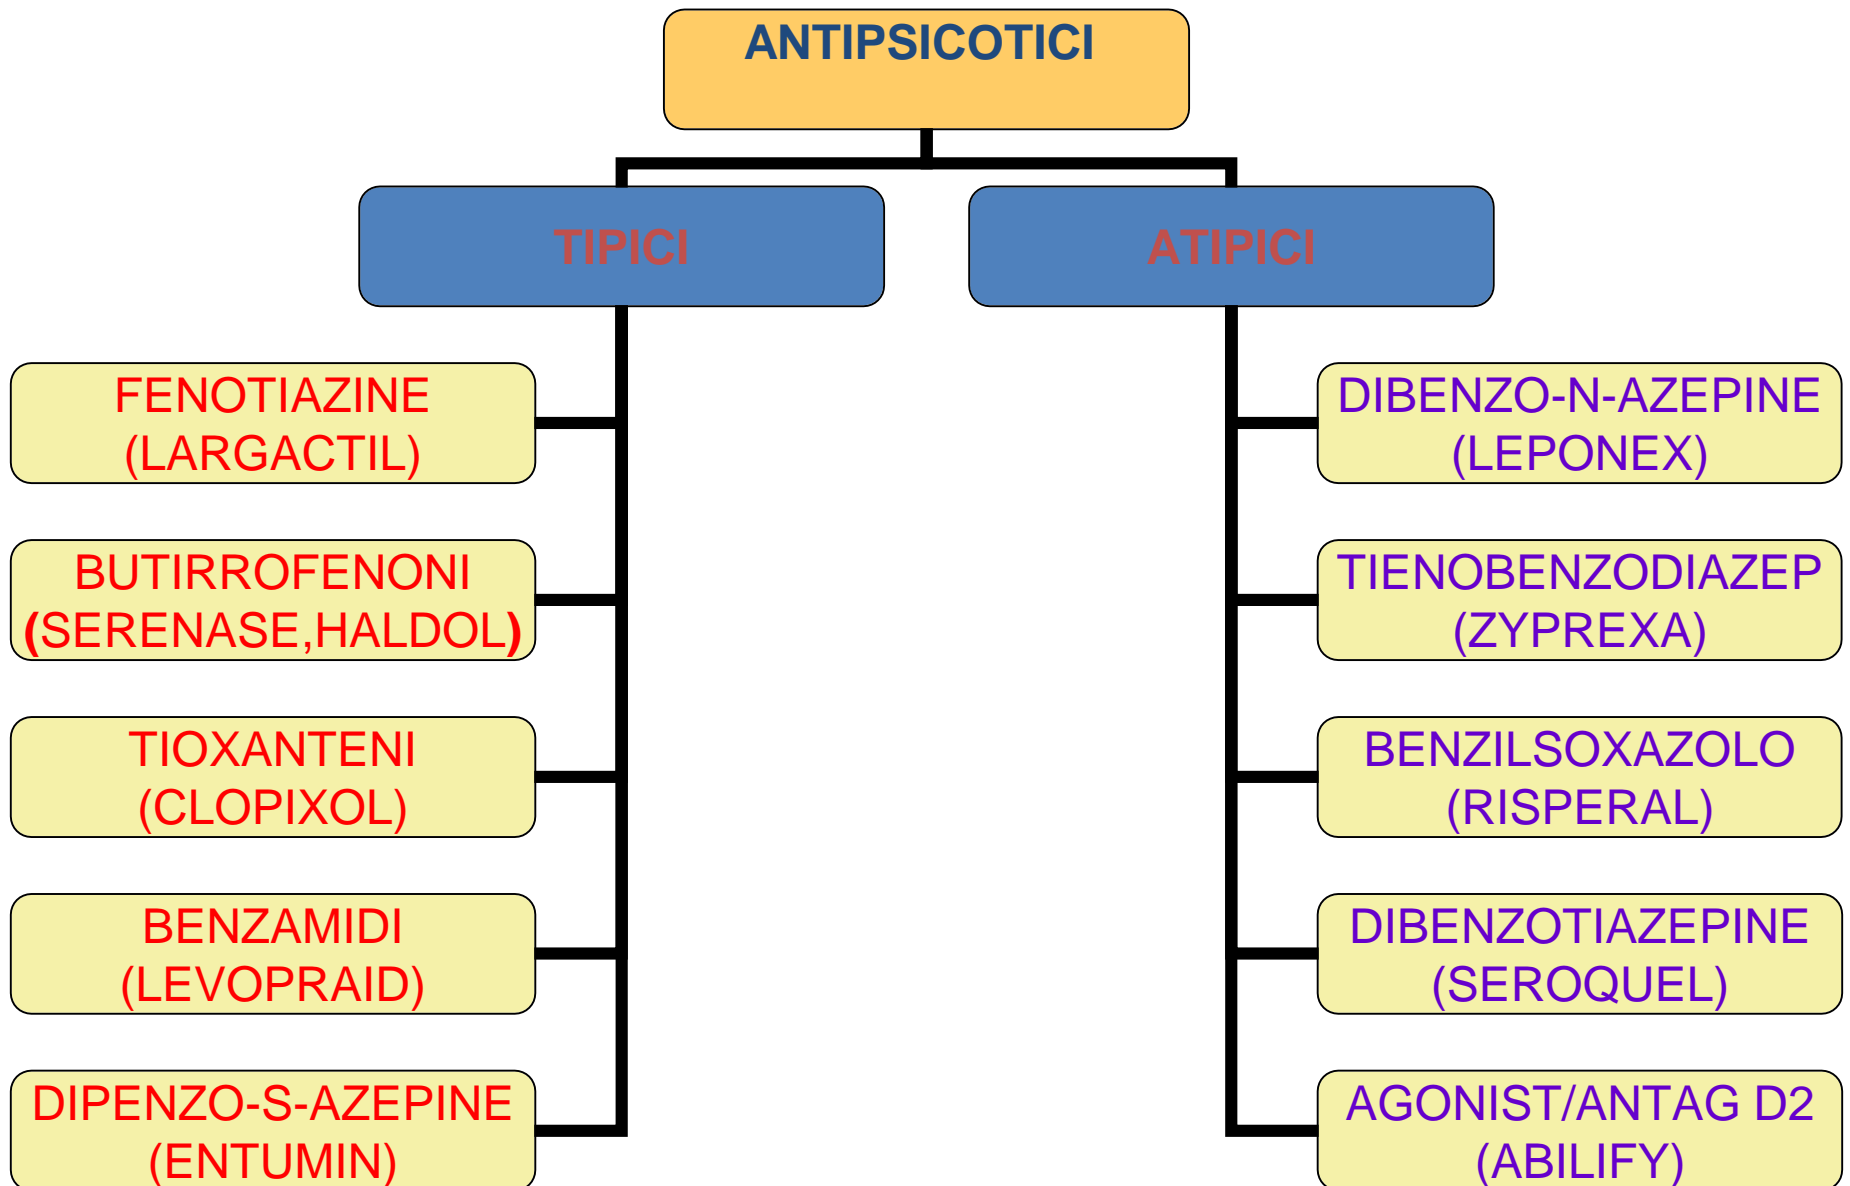 ANTIPSICOTICI
TIPICI
ATIPICI
FENOTIAZINE
(LARGACTIL)
BUTIRROFENONI
(SERENASE,HALDOL)
TIOXANTENI
(CLOPIXOL)
BENZAMIDI
(LEVOPRAID)
DIPENZO-S-AZEPINE
(ENTUMIN)
DIBENZO-N-AZEPINE
(LEPONEX)
TIENOBENZODIAZEP
(ZYPREXA)
BENZILSOXAZOLO
(RISPERAL)
DIBENZOTIAZEPINE
(SEROQUEL)
AGONIST/ANTAG D2
(ABILIFY)